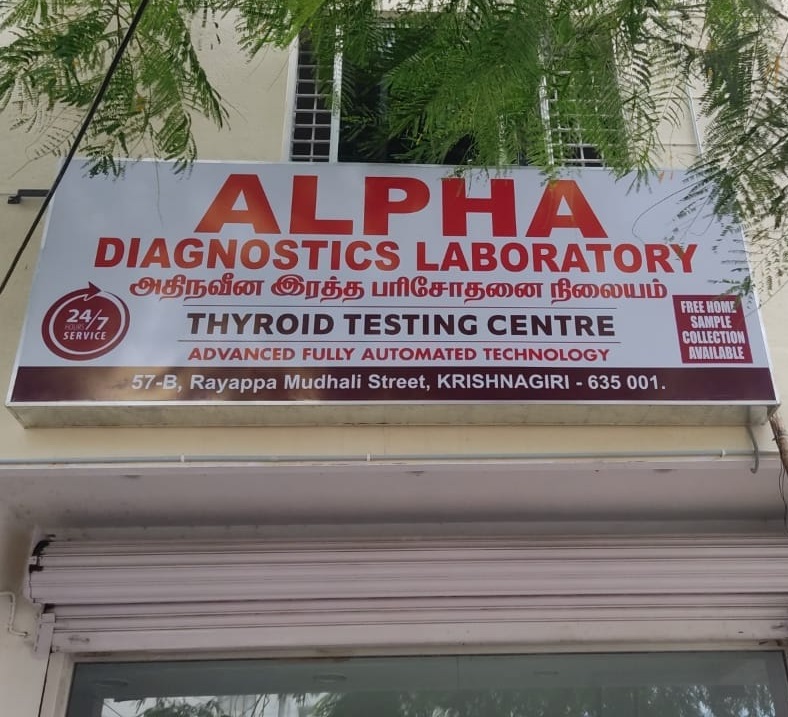 ALPHA
DIAGNOSTICS LABORATORY
அதிநவீன இரத்த பரிசோதனை நிலையம்
24/7
HOURS
SERVICE
THYROID TESTING CENTRE
ADVANCED FULLY AUTOMATED TECHNOLOGY
FREE HOME
SAMPLE
COLLECTION
AVAILABLE
57-B, Rayappa Mudhali Street, KRISHNAGIRI - 635 001.